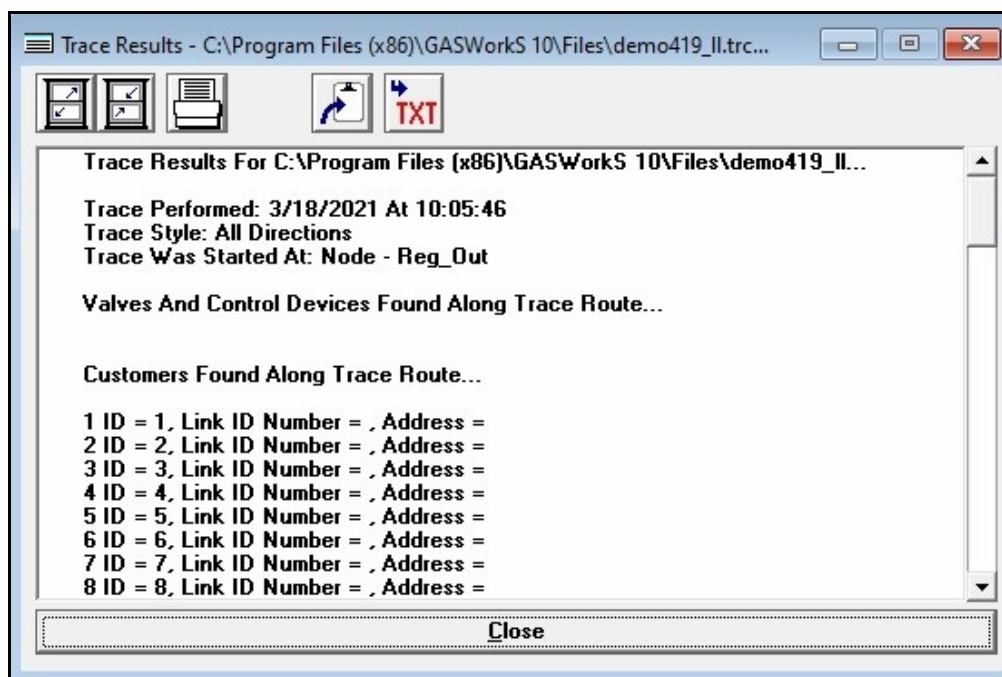 Trace Results - C:\Program Files (x86)\GASWorkS 10\Files\demo419_II.trc...
TXT
Trace Results For C:\Program Files (x86)\GASWorkS 10\Files\demo419_II...
Trace Performed: 3/18/2021 At 10:05:46
Trace Style: All Directions
Trace Was Started At: Node - Reg_Out
Valves And Control Devices Found Along Trace Route...
Customers Found Along Trace Route...
1 ID = 1, Link ID Number = , Address =
2 ID = 2, Link ID Number = , Address =
3 ID = 3, Link ID Number = , Address =
4 ID = 4, Link ID Number = , Address =
5 ID = 5, Link ID Number = , Address =
6 ID = 6, Link ID Number = , Address =
7 ID = 7, Link ID Number = , Address =
8 ID = 8, Link ID Number = , Address =
Close